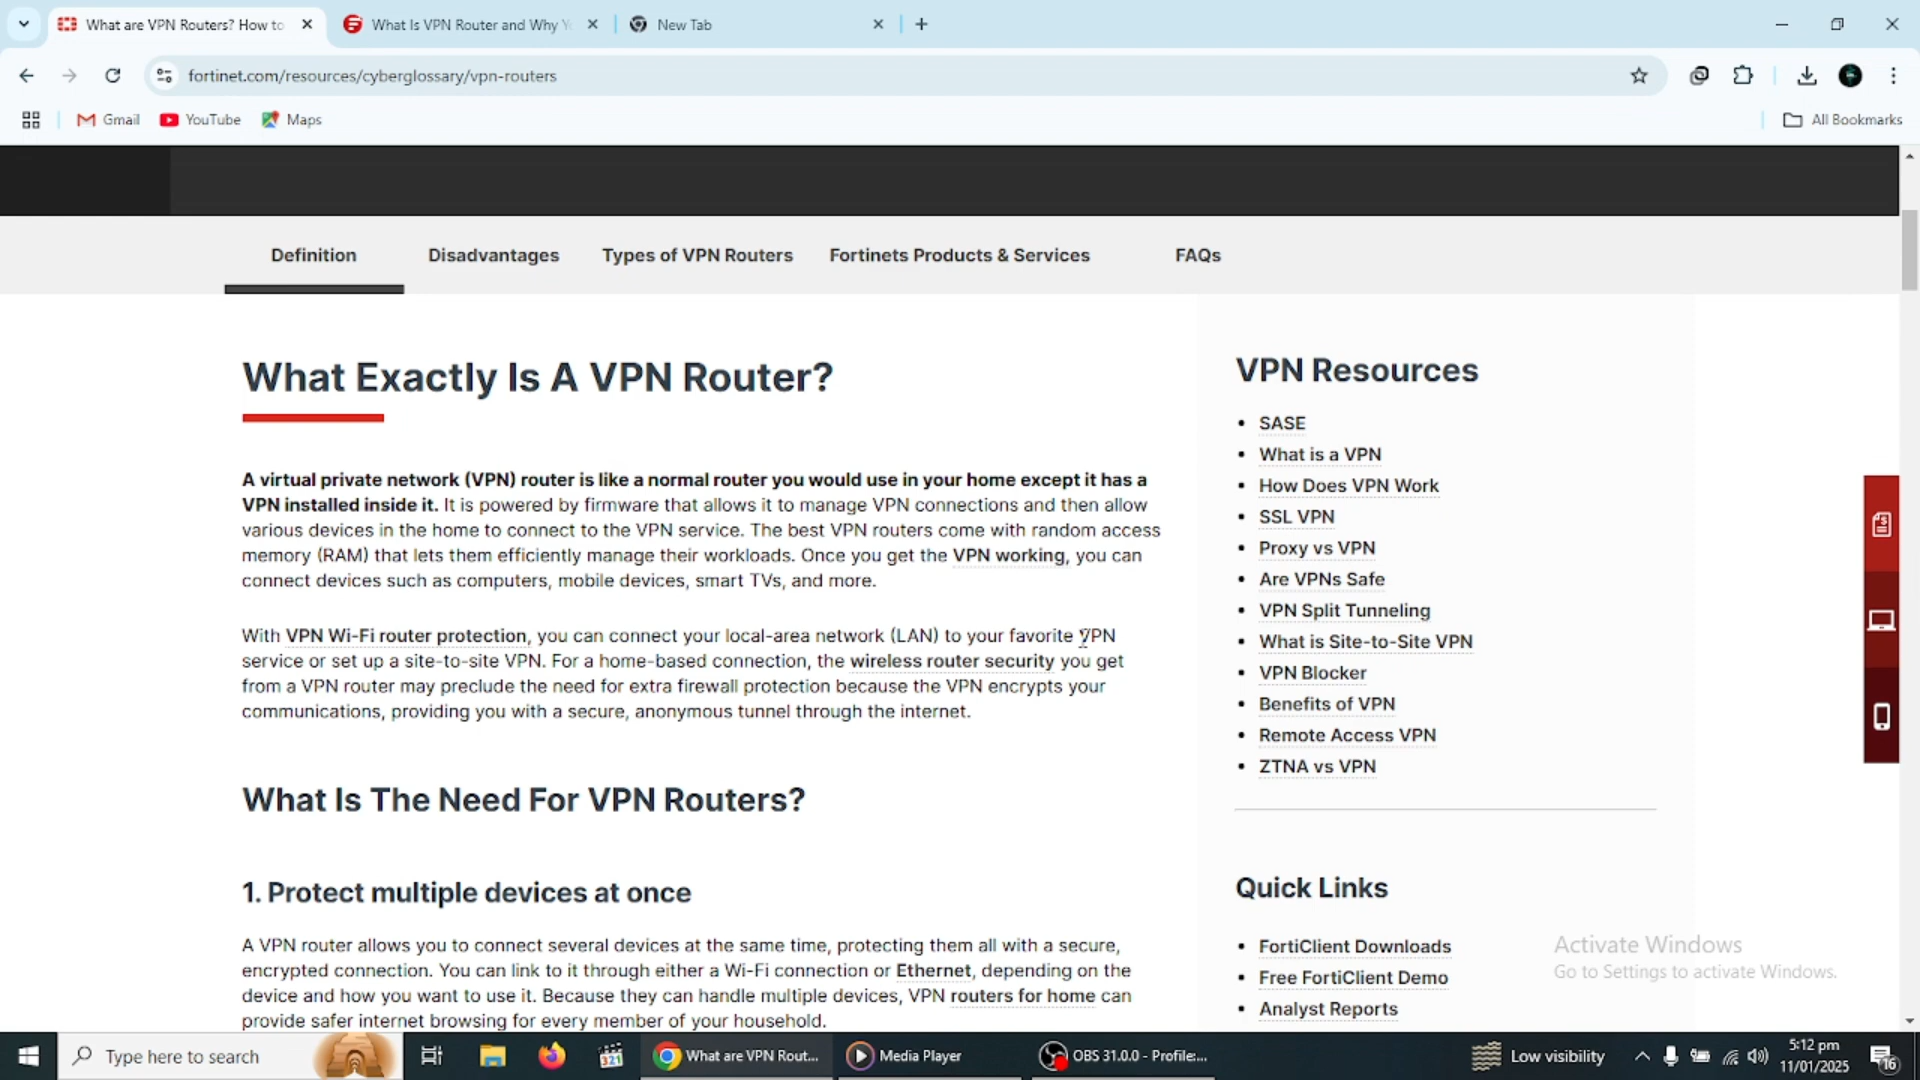 What are VPN Routers? How to
What Is VPN Router and Why Y
New Tab
fortinet.com/resources/cyberglossary/vpn-routers
Gmail
YouTube
Maps
All Bookmarks
Definition
Disadvantages
Types of VPN Routers
Fortinets Products & Services
FAQs
What Exactly Is A VPN Router?
A virtual private network (VPN) router is like a normal router you would use in your home except it has a
VPN installed inside it. It is powered by firmware that allows it to manage VPN connections and then allow
various devices in the home to connect to the VPN service. The best VPN routers come with random access
memory (RAM) that lets them efficiently manage their workloads. Once you get the VPN working, you can
connect devices such as computers, mobile devices, smart TVs, and more.
With VPN Wi-Fi router protection, you can connect your local-area network (LAN) to your favorite VPN
service or set up a site-to-site VPN. For a home-based connection, the wireless router security you get
from a VPN router may preclude the need for extra firewall protection because the VPN encrypts your
communications, providing you with a secure, anonymous tunnel through the internet.
What Is The Need For VPN Routers?
1. Protect multiple devices at once
A VPN router allows you to connect several devices at the same time, protecting them all with a secure,
encrypted connection. You can link to it through either a Wi-Fi connection or Ethernet, depending on the
device and how you want to use it. Because they can handle multiple devices, VPN routers for home can
provide safer internet browsing for every member of your household.
VPN Resources
• SASE
• What is a VPN
• How Does VPN Work
• SSL VPN
• Proxy vs VPN
• Are VPNs Safe
• VPN Split Tunneling
• What is Site-to-Site VPN
• VPN Blocker
• Benefits of VPN
• Remote Access VPN
• ZTNA vs VPN
Quick Links
• FortiClient Downloads
• Free FortiClient Demo
• Analyst Reports
Activate Windows
Go to Settings to activate Windows.
Type here to search
321
What are VPN Rout...
Media Player
OBS 31.0.0 - Profile:...
Low visibility
5:12 pm
11/01/2025
16